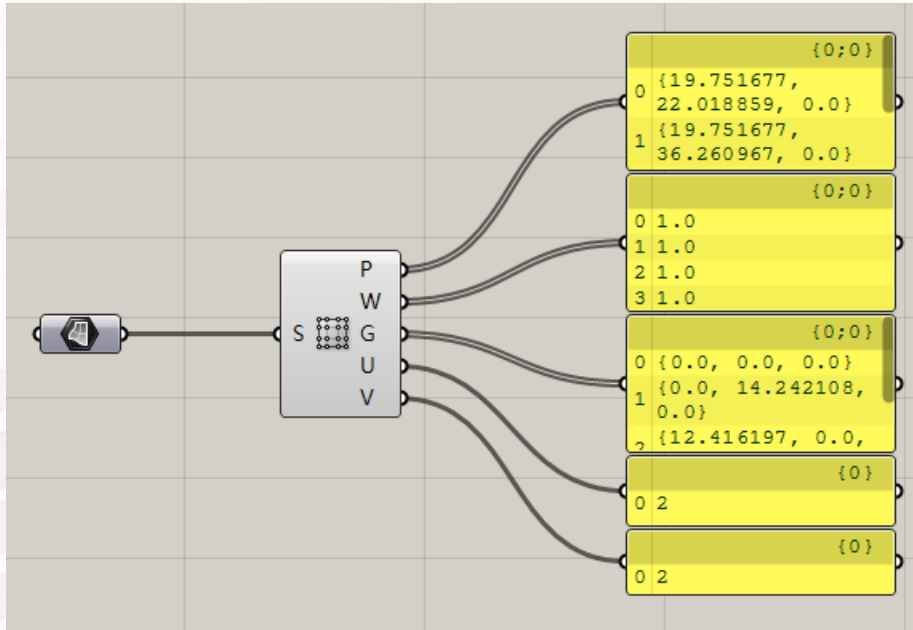 {0;0}
0 {19.751677,
22.018859, 0.0}
1 {19.751677,
36.260967, 0.0}
{0;0}
0 1.0
1 1.0
2 1.0
3 1.0
P
W
S G
U
V
{0;0}
0 {0.0, 0.0, 0.0}
1 {0.0, 14.242108,
0.0}
2 {12.416197, 0.0,
{0}
0 2
{0}
0 2